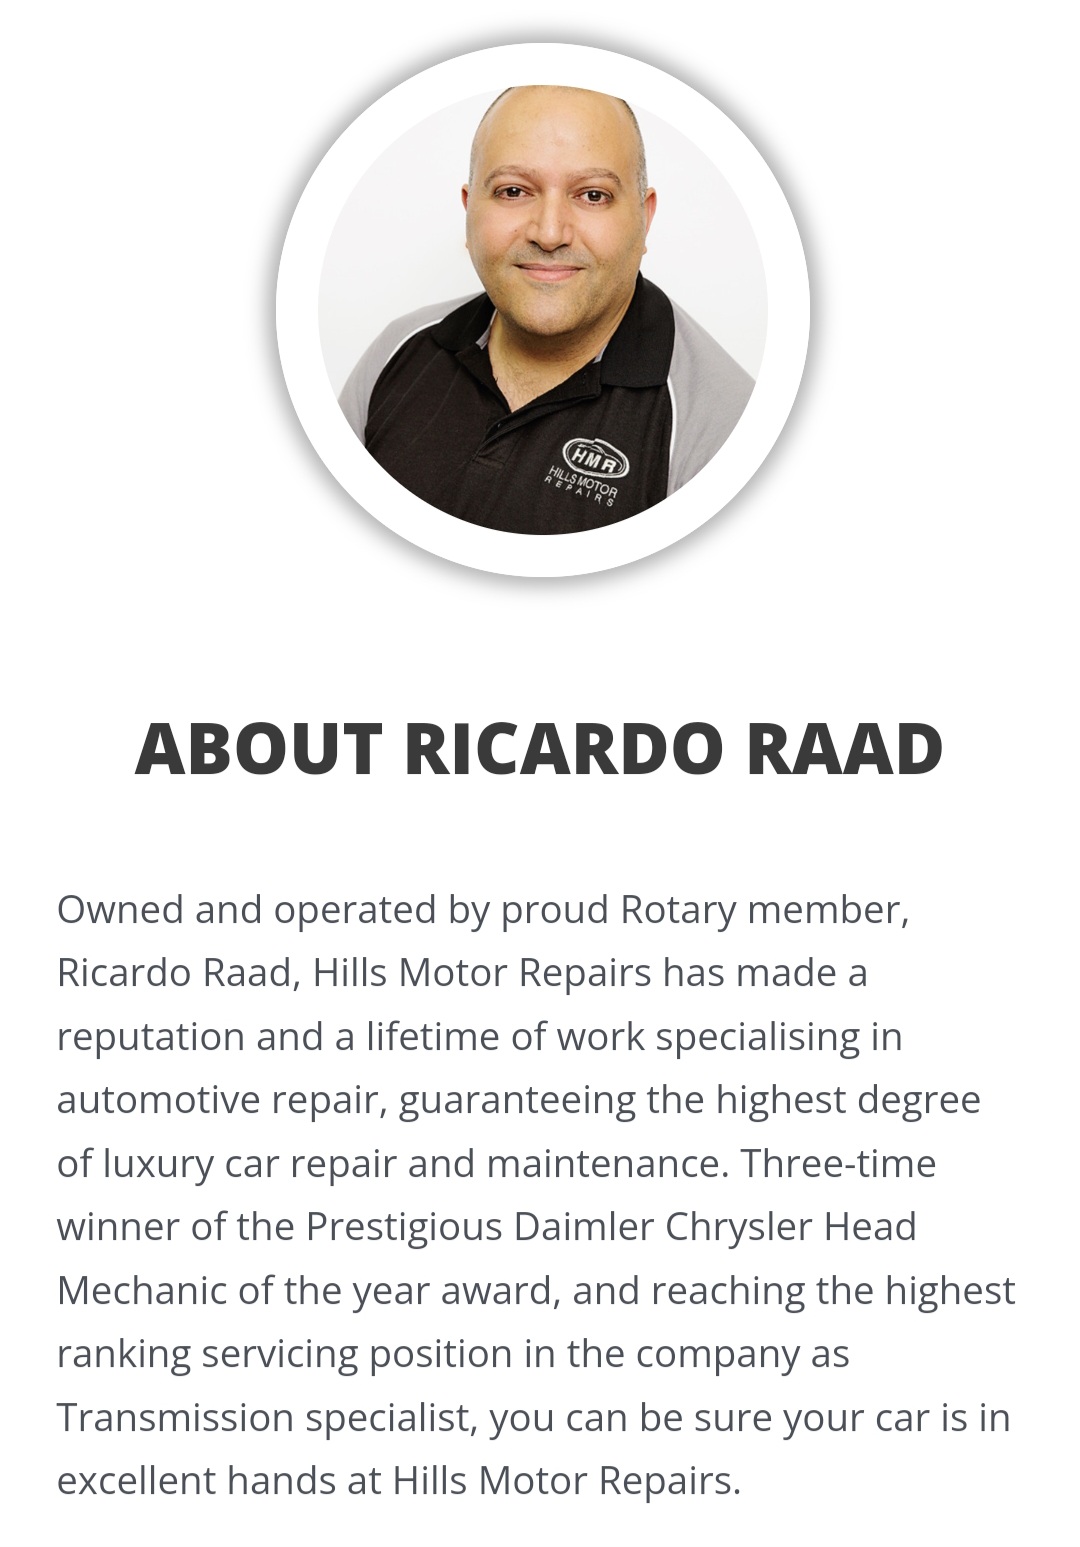 HMR
HILLS MOTOR
REPAIRS
ABOUT RICARDO RAAD
Owned and operated by proud Rotary member,
Ricardo Raad, Hills Motor Repairs has made a
reputation and a lifetime of work specialising in
automotive repair, guaranteeing the highest degree
of luxury car repair and maintenance. Three-time
winner of the Prestigious Daimler Chrysler Head
Mechanic of the year award, and reaching the highest
ranking servicing position in the company as
Transmission specialist, you can be sure your car is in
excellent hands at Hills Motor Repairs.